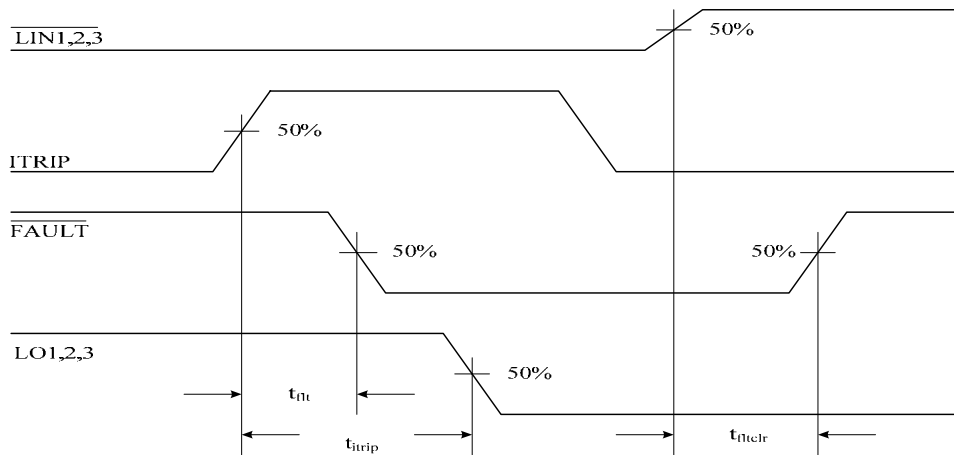 LIN1,2,3
50%
50%
ITRIP
FAULT
50%
50%
LO1,2,3
50%
tflt
titrip
tfltclr